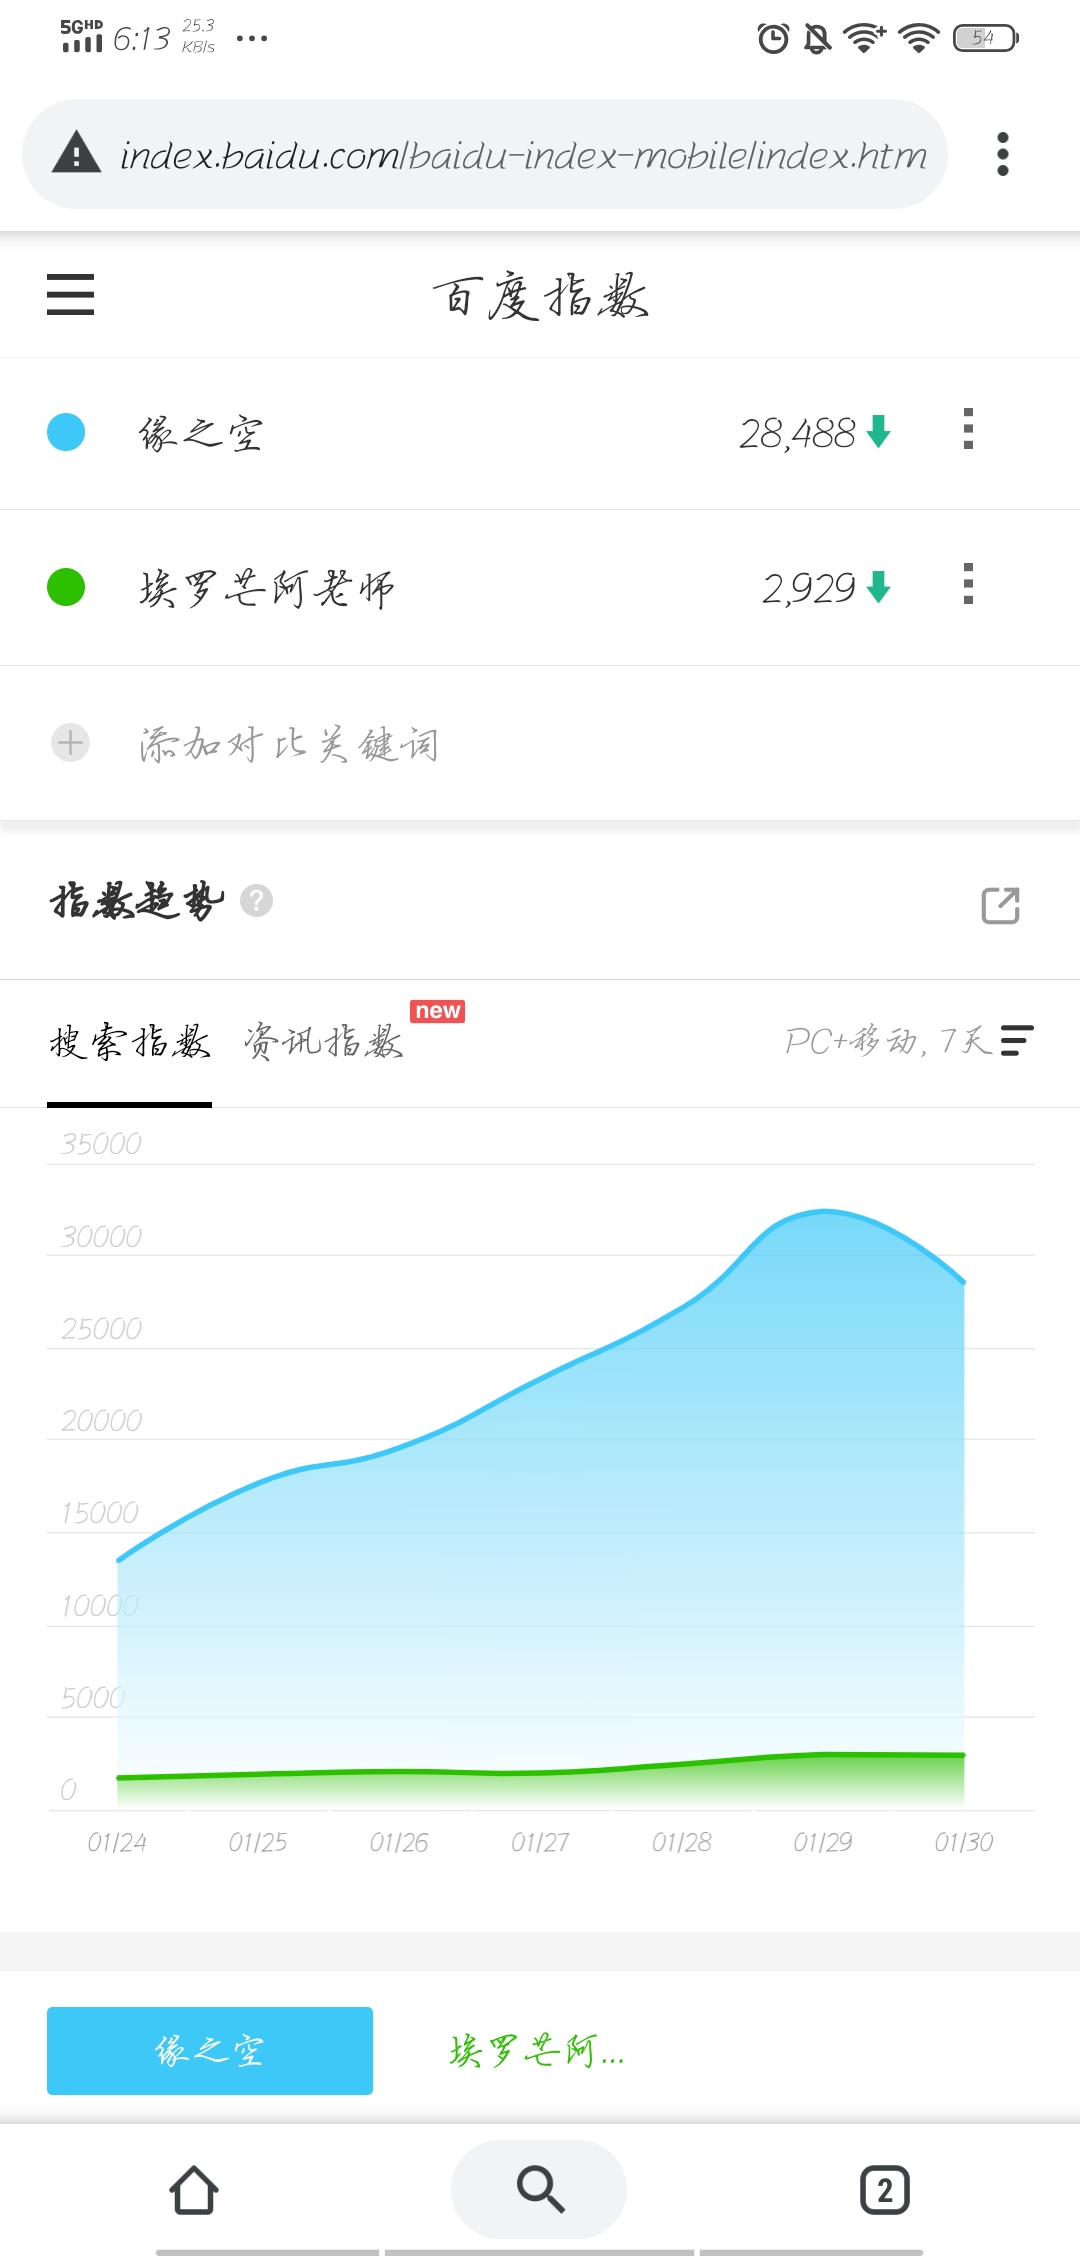 5GHD 6:13 25.3 KB/s ... 54
index.baidu.com/baidu-index-mobile/index.htm
百度指数
缘之空 28,488
埃罗芒阿老师 2,929
添加对比关键词
指数趋势 ?
搜索指数 资讯指数 new PC+移动, 7天
35000
30000
25000
20000
15000
10000
5000
0
01/24 01/25 01/26 01/27 01/28 01/29 01/30
缘之空 埃罗芒阿...
2